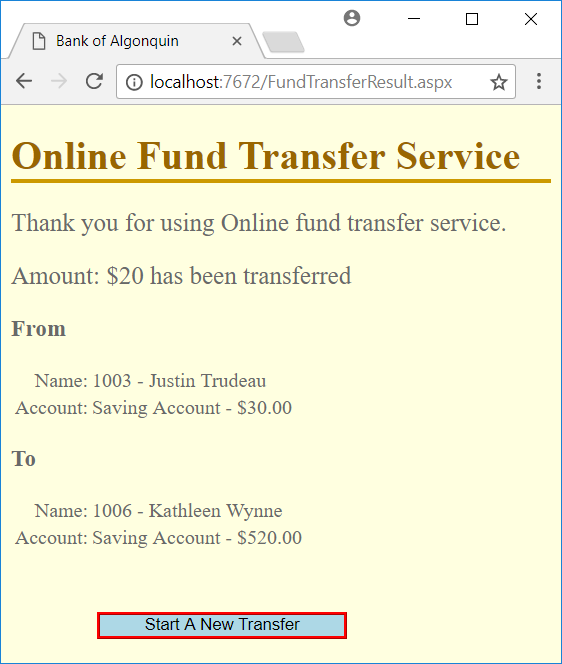 Bank of Algonquin
localhost:7672/FundTransferResult.aspx
Online Fund Transfer Service
Thank you for using Online fund transfer service.
Amount: $20 has been transferred
From
Name: 1003 - Justin Trudeau
Account: Saving Account - $30.00
To
Name: 1006 - Kathleen Wynne
Account: Saving Account - $520.00
Start A New Transfer